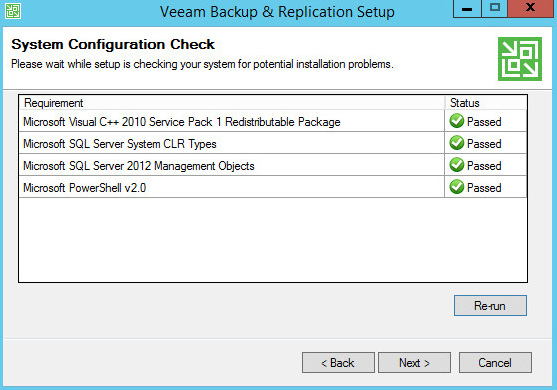 Veeam Backup & Replication Setup
System Configuration Check
Please wait while setup is checking your system for potential installation problems.
Requirement Status
Microsoft Visual C++ 2010 Service Pack 1 Redistributable Package Passed
Microsoft SQL Server System CLR Types Passed
Microsoft SQL Server 2012 Management Objects Passed
Microsoft PowerShell v2.0 Passed
Re-run
< Back Next > Cancel